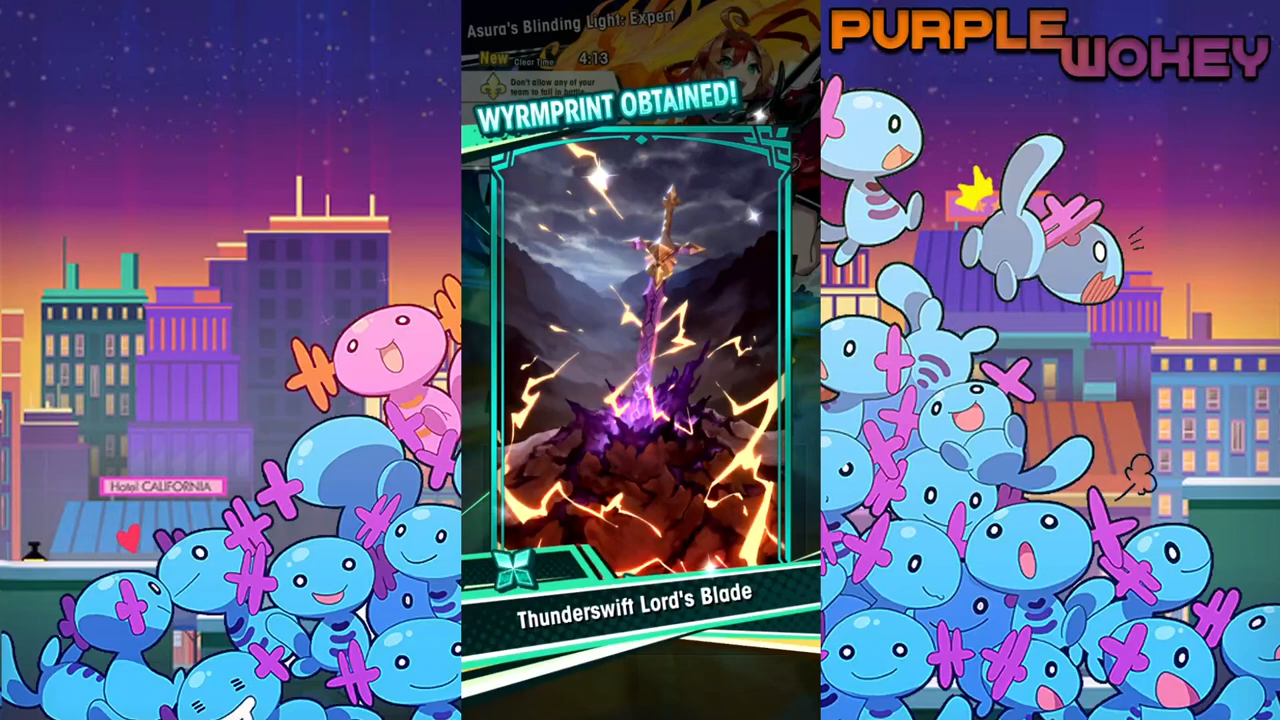 PURPLE
WOKEY
Asura's Blinding Light: Expert
New Clear Time 4:13
Don't allow any of your
team to fall in battle.
WYRMPRINT OBTAINED!
Hotel CALIFORNIA
Thunderswift Lord's Blade